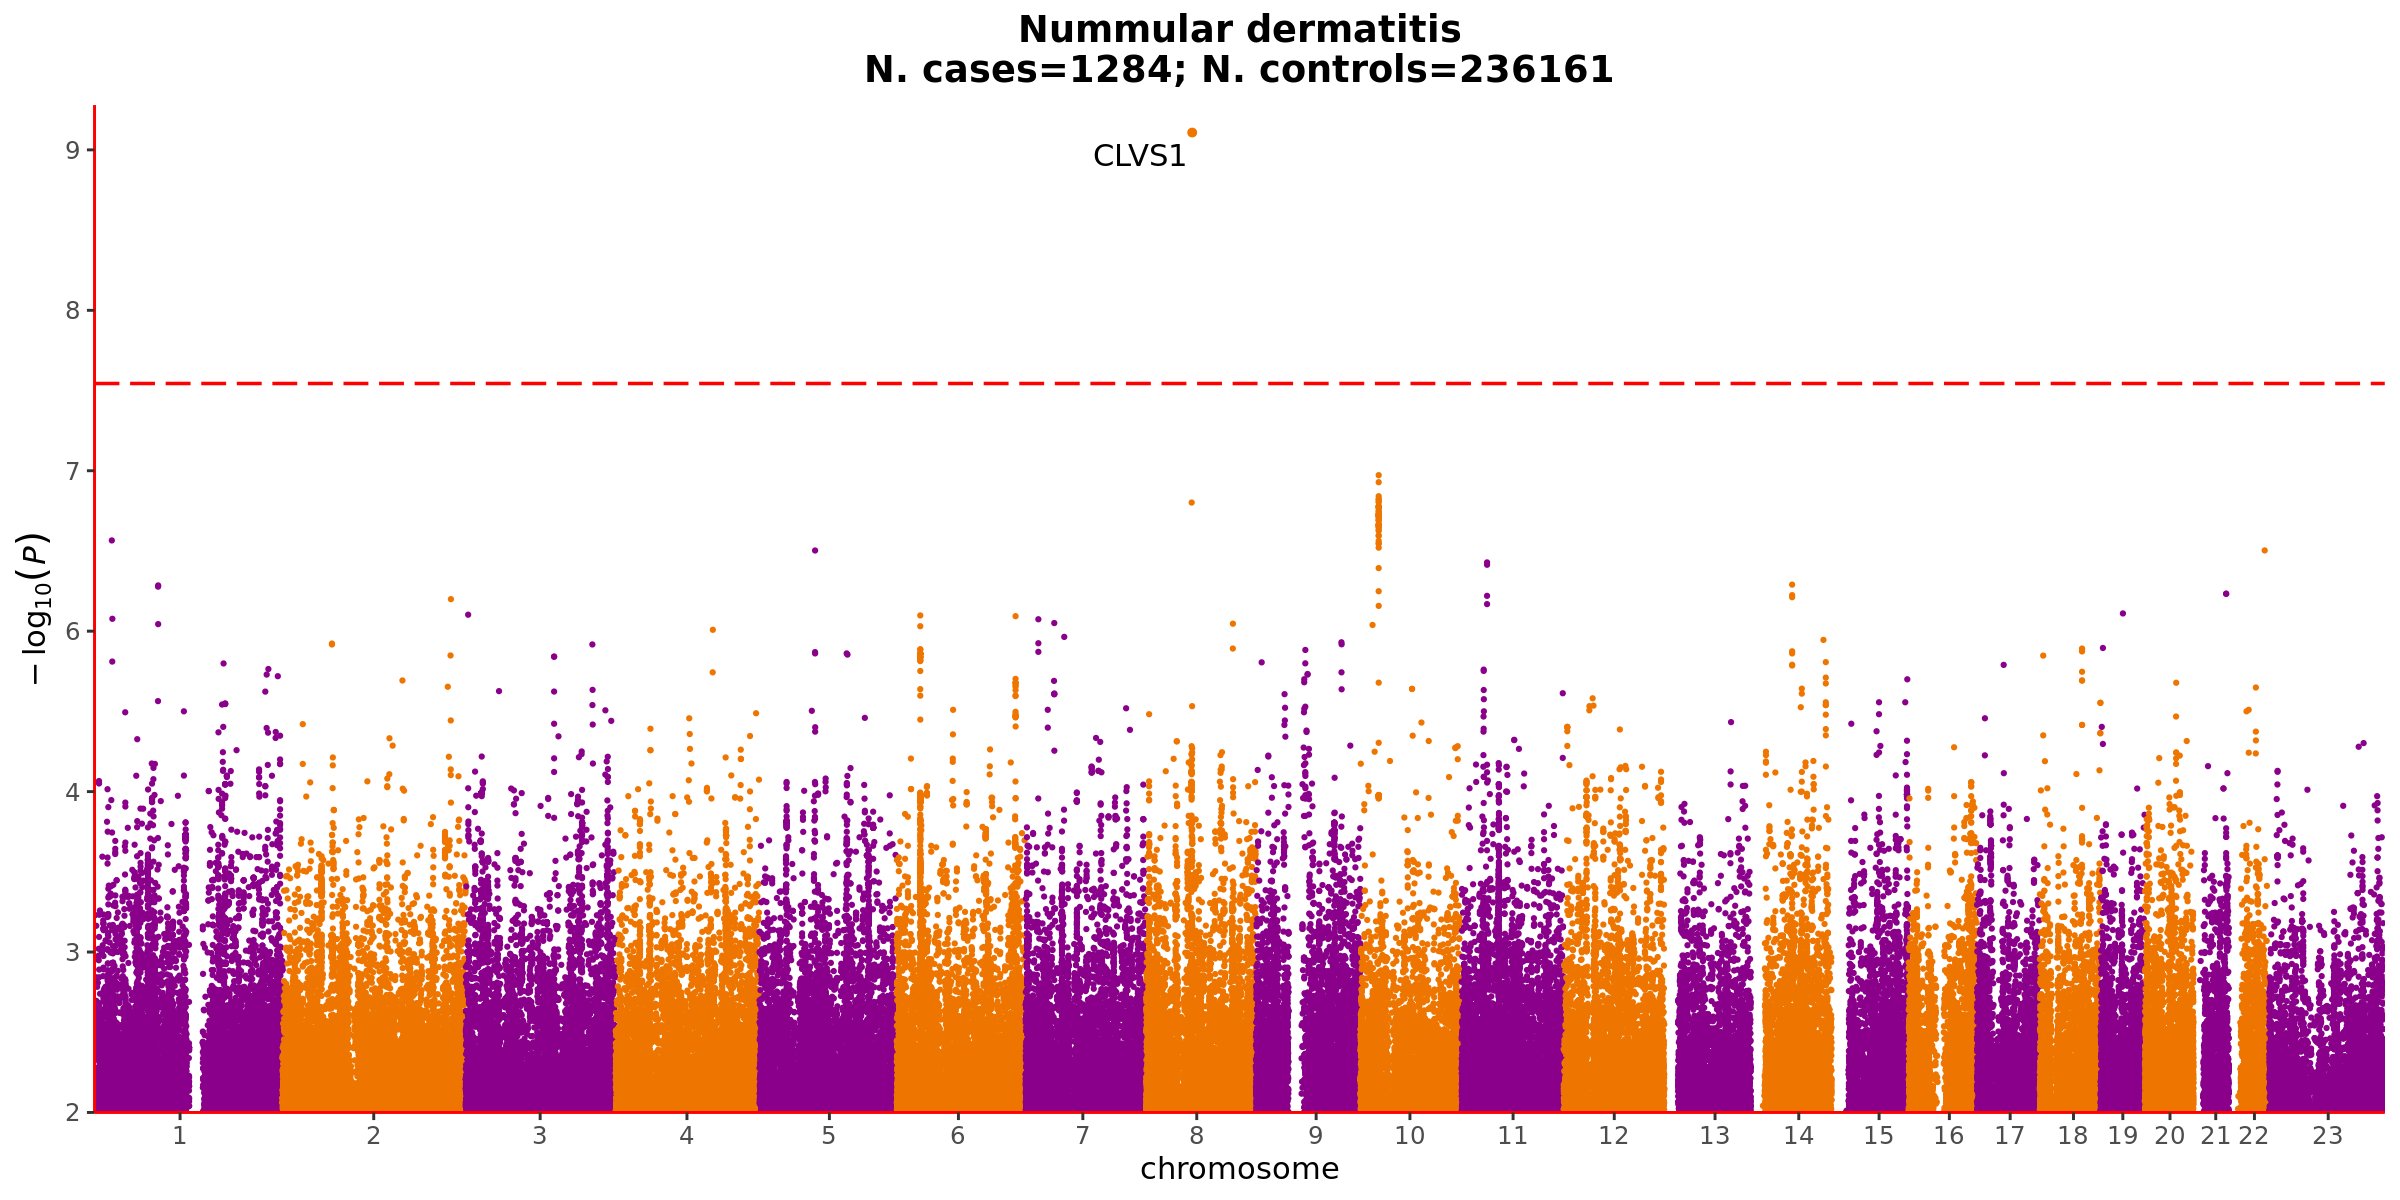 Nummular dermatitis
N. cases=1284; N. controls=236161
CLVS1
9
8
7
6
4
3
2
−log10(P)
1 2 3 4 5 6 7 8 9 10 11 12 13 14 15 16 17 18 19 20 21 22 23
chromosome